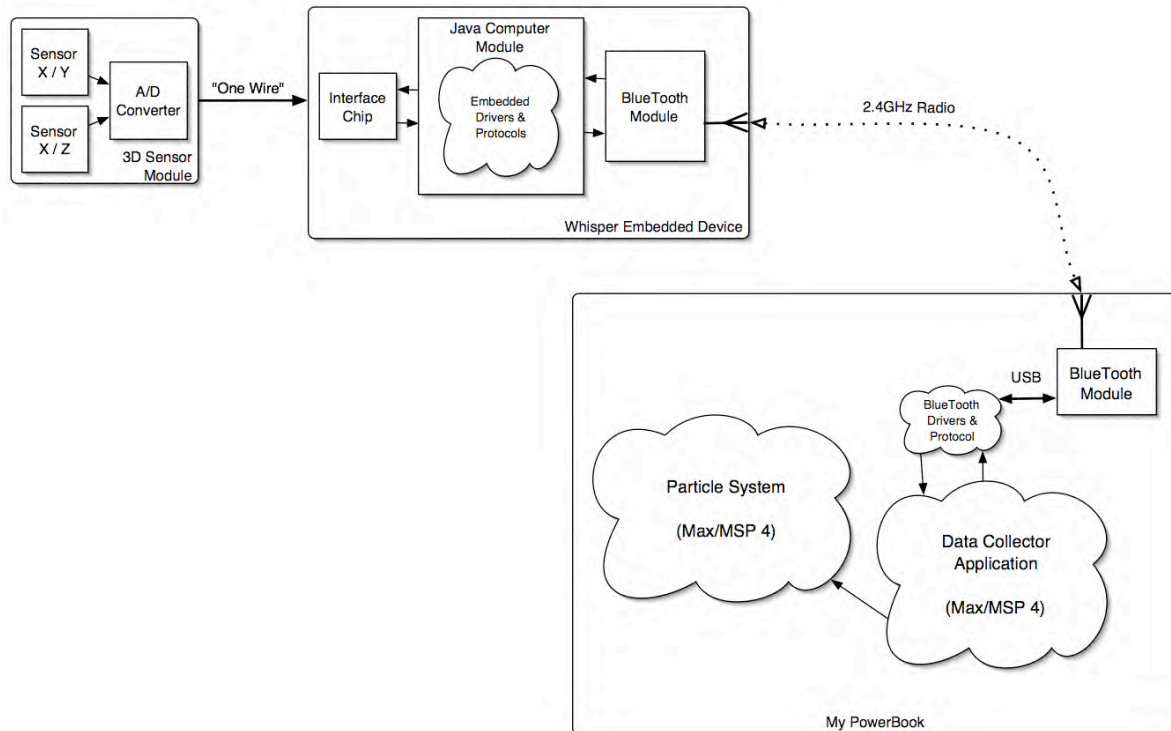 Sensor
X / Y
Sensor
X / Z
A/D
Converter
3D Sensor
Module
"One Wire"
Interface
Chip
Java Computer
Module
Embedded
Drivers &
Protocols
BlueTooth
Module
Whisper Embedded Device
2.4GHz Radio
BlueTooth
Module
USB
BlueTooth
Drivers &
Protocol
Particle System
(Max/MSP 4)
Data Collector
Application
(Max/MSP 4)
My PowerBook